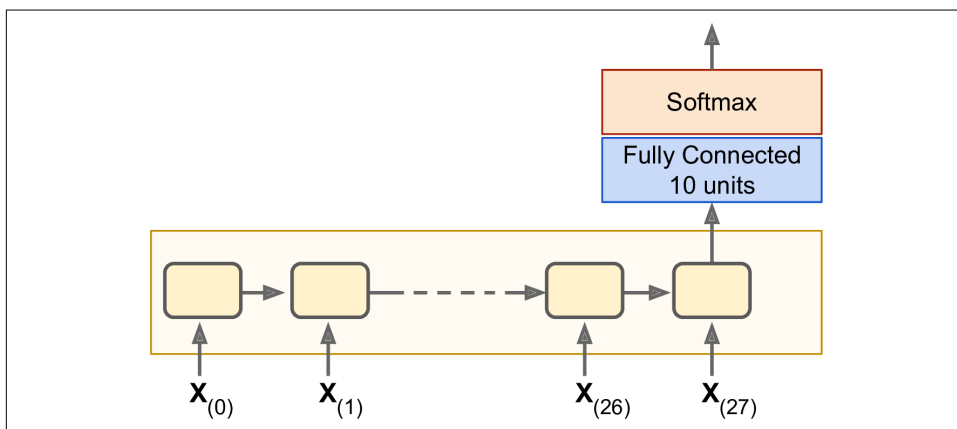 Softmax
Fully Connected
10 units
X(0) X(1) X(26) X(27)